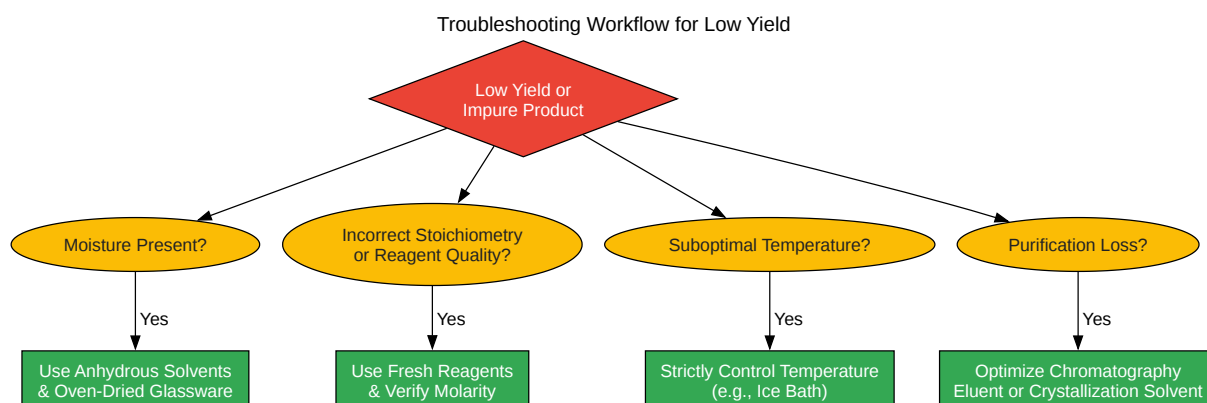 Troubleshooting Workflow for Low Yield
Low Yield or
Impure Product
Moisture Present?
Incorrect Stoichiometry
or Reagent Quality?
Suboptimal Temperature?
Purification Loss?
Yes
Yes
Yes
Yes
Use Anhydrous Solvents
& Oven-Dried Glassware
Use Fresh Reagents
& Verify Molarity
Strictly Control Temperature
(e.g., Ice Bath)
Optimize Chromatography
Eluent or Crystallization Solvent